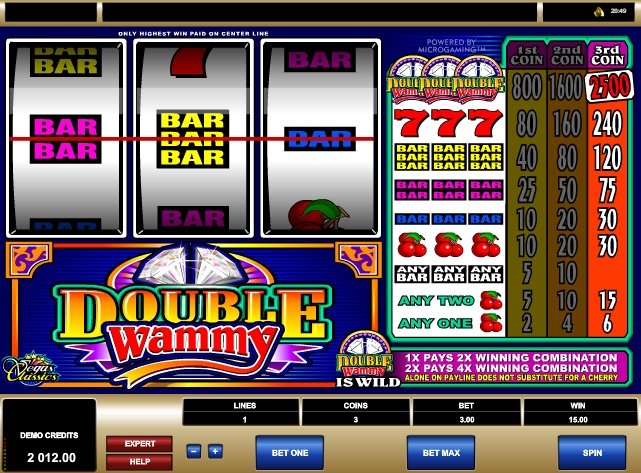 20:49
ONLY HIGHEST WIN PAID ON CENTER LINE
BAR
BAR
BAR
BAR
BAR
BAR
BAR
BAR
BAR
BAR
BAR
POWERED BY
MICROGAMING™
1st COIN
2nd COIN
3rd COIN
DOUBLE Wammy
800 1600 2500
7 7 7 80 160 240
BAR BAR BAR
BAR BAR BAR 40 80 120
BAR BAR BAR
BAR BAR BAR 25 50 75
BAR BAR BAR
BAR BAR BAR 10 20 30
10 20 30
ANY BAR ANY BAR ANY BAR 5 10
ANY TWO 5 10 15
ANY ONE 2 4 6
DOUBLE
Wammy
Vegas
Classics
DOUBLE
Wammy
IS WILD
1X PAYS 2X WINNING COMBINATION
2X PAYS 4X WINNING COMBINATION
ALONE ON PAYLINE DOES NOT SUBSTITUTE FOR A CHERRY
DEMO CREDITS
2 012.00
EXPERT
HELP
LINES
1
COINS
3
BET
3.00
WIN
15.00
- +
BET ONE
BET MAX
SPIN